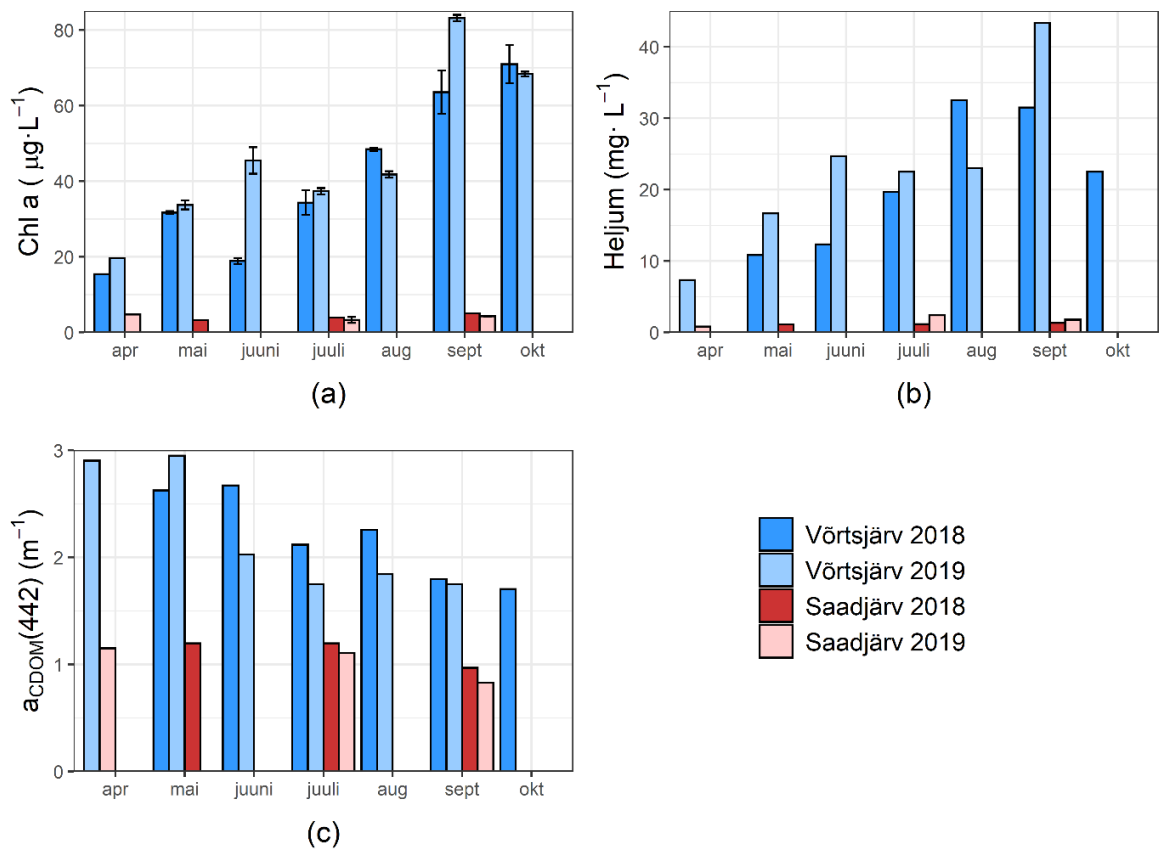 80
60
40
20
0
Chl a ( μg·L⁻¹)
apr mai juuni juuli aug sept okt
(a)
40
30
20
10
0
Heljum (mg· L⁻¹)
apr mai juuni juuli aug sept okt
(b)
3
2
1
0
a_CDOM(442) (m⁻¹)
apr mai juuni juuli aug sept okt
(c)
Võrtsjärv 2018
Võrtsjärv 2019
Saadjärv 2018
Saadjärv 2019